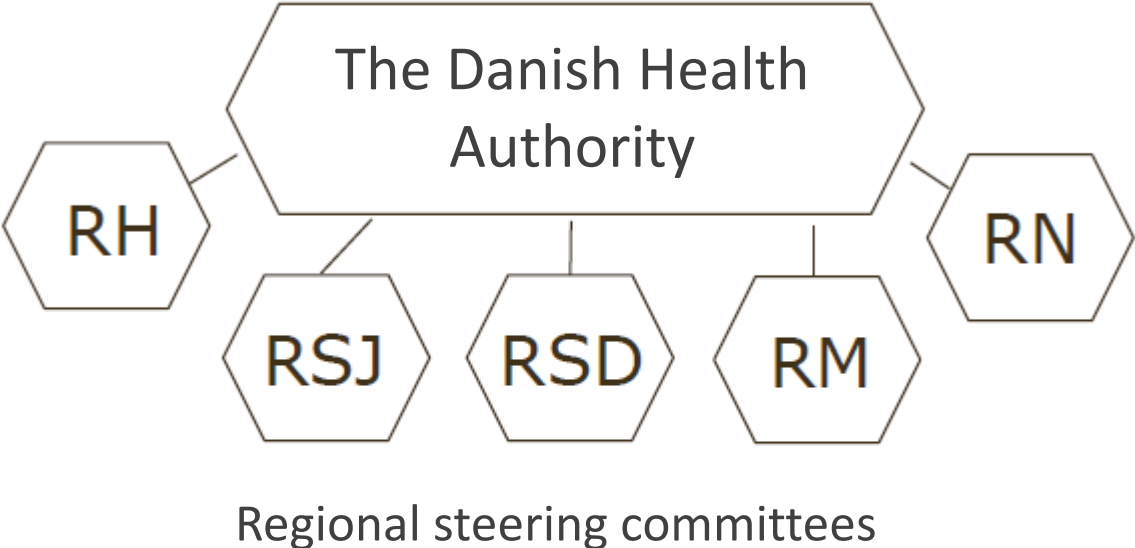 The Danish Health
Authority
RH
RSJ
RSD
RM
RN
Regional steering committees